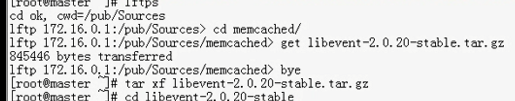 [root@master ~]# lftps
cd ok, cwd=/pub/Sources
lftp 172.16.0.1:/pub/Sources> cd memcached/
lftp 172.16.0.1:/pub/Sources/memcached> get libevent-2.0.20-stable.tar.gz
845446 bytes transferred
lftp 172.16.0.1:/pub/Sources/memcached> bye
[root@master ~]# tar xf libevent-2.0.20-stable.tar.gz
[root@master ~]# cd libevent-2.0.20-stable